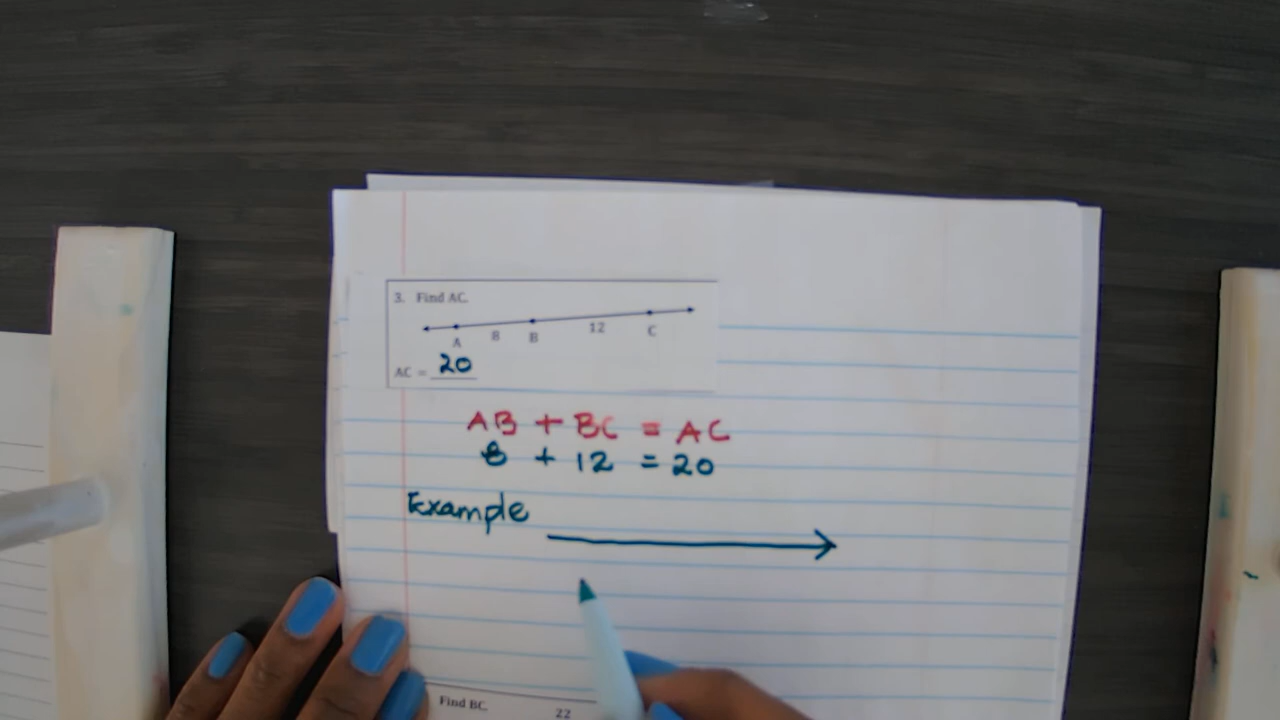 3. Find AC.
A 8 B 12 C
AC = 20
AB + BC = AC
8 + 12 = 20
Example
Find BC.
22